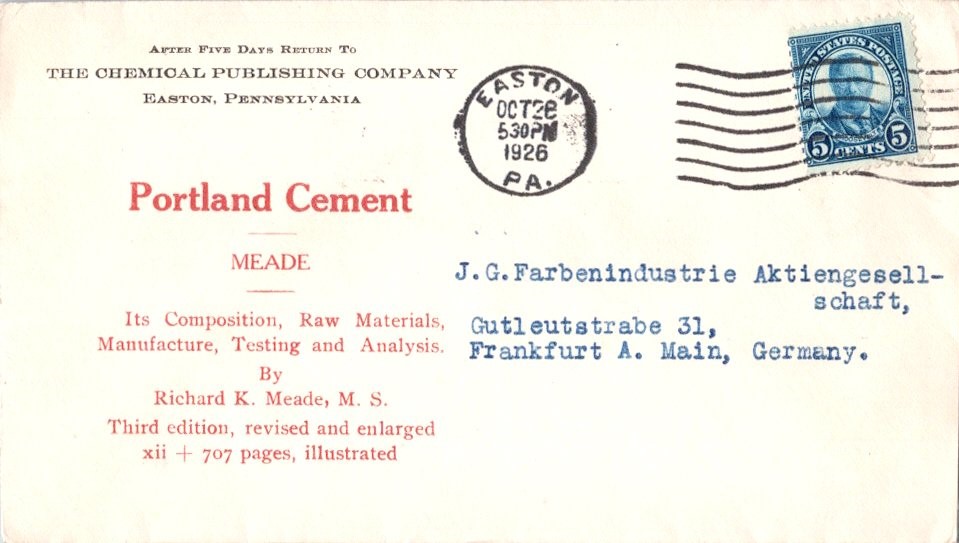 After Five Days Return To
THE CHEMICAL PUBLISHING COMPANY
Easton, Pennsylvania
EASTON
OCT 26
530 PM
1926
PA.
UNITED STATES POSTAGE
5 CENTS 5
Portland Cement
MEADE
Its Composition, Raw Materials,
Manufacture, Testing and Analysis.
By
Richard K. Meade, M. S.
Third edition, revised and enlarged
xii + 707 pages, illustrated
J.G.Farbenindustrie Aktiengesell-
schaft,
Gutleutstrabe 31,
Frankfurt A. Main, Germany.